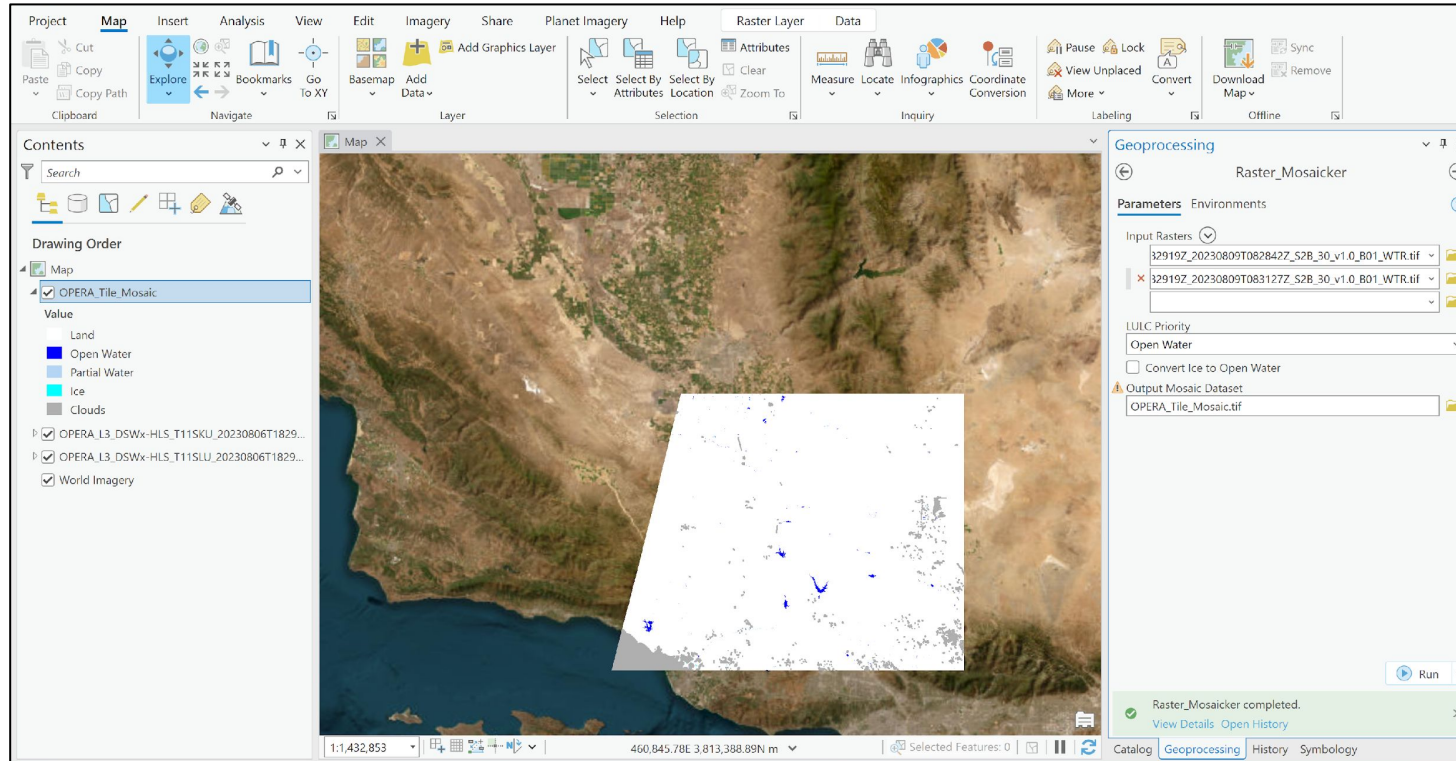 Project Map Insert Analysis View Edit Imagery Share Planet Imagery Help Raster Layer Data
Cut
Copy
Copy Path
Paste
Explore
Bookmarks
Go
To XY
Basemap
Add
Data
Add Graphics Layer
Select
Select By
Attributes
Select By
Location
Attributes
Clear
Zoom To
Measure
Locate
Infographics
Coordinate
Conversion
Pause Lock
View Unplaced
More
Convert
Download
Map
Sync
Remove
Clipboard Navigate Layer Selection Inquiry Labeling Offline
Contents
Search
Drawing Order
Map
OPERA_Tile_Mosaic
Value
Land
Open Water
Partial Water
Ice
Clouds
OPERA_L3_DSWx-HLS_T11SKU_20230806T1829...
OPERA_L3_DSWx-HLS_T11SLU_20230806T1829...
World Imagery
Map
1:1,432,853
460,845.78E 3,813,388.89N m
Selected Features: 0
Geoprocessing
Raster_Mosaicker
Parameters Environments
Input Rasters
32919Z_20230809T082842Z_S2B_30_v1.0_B01_WTR.tif
32919Z_20230809T083127Z_S2B_30_v1.0_B01_WTR.tif
LULC Priority
Open Water
Convert Ice to Open Water
Output Mosaic Dataset
OPERA_Tile_Mosaic.tif
Run
Raster_Mosaicker completed.
View Details Open History
Catalog Geoprocessing History Symbology